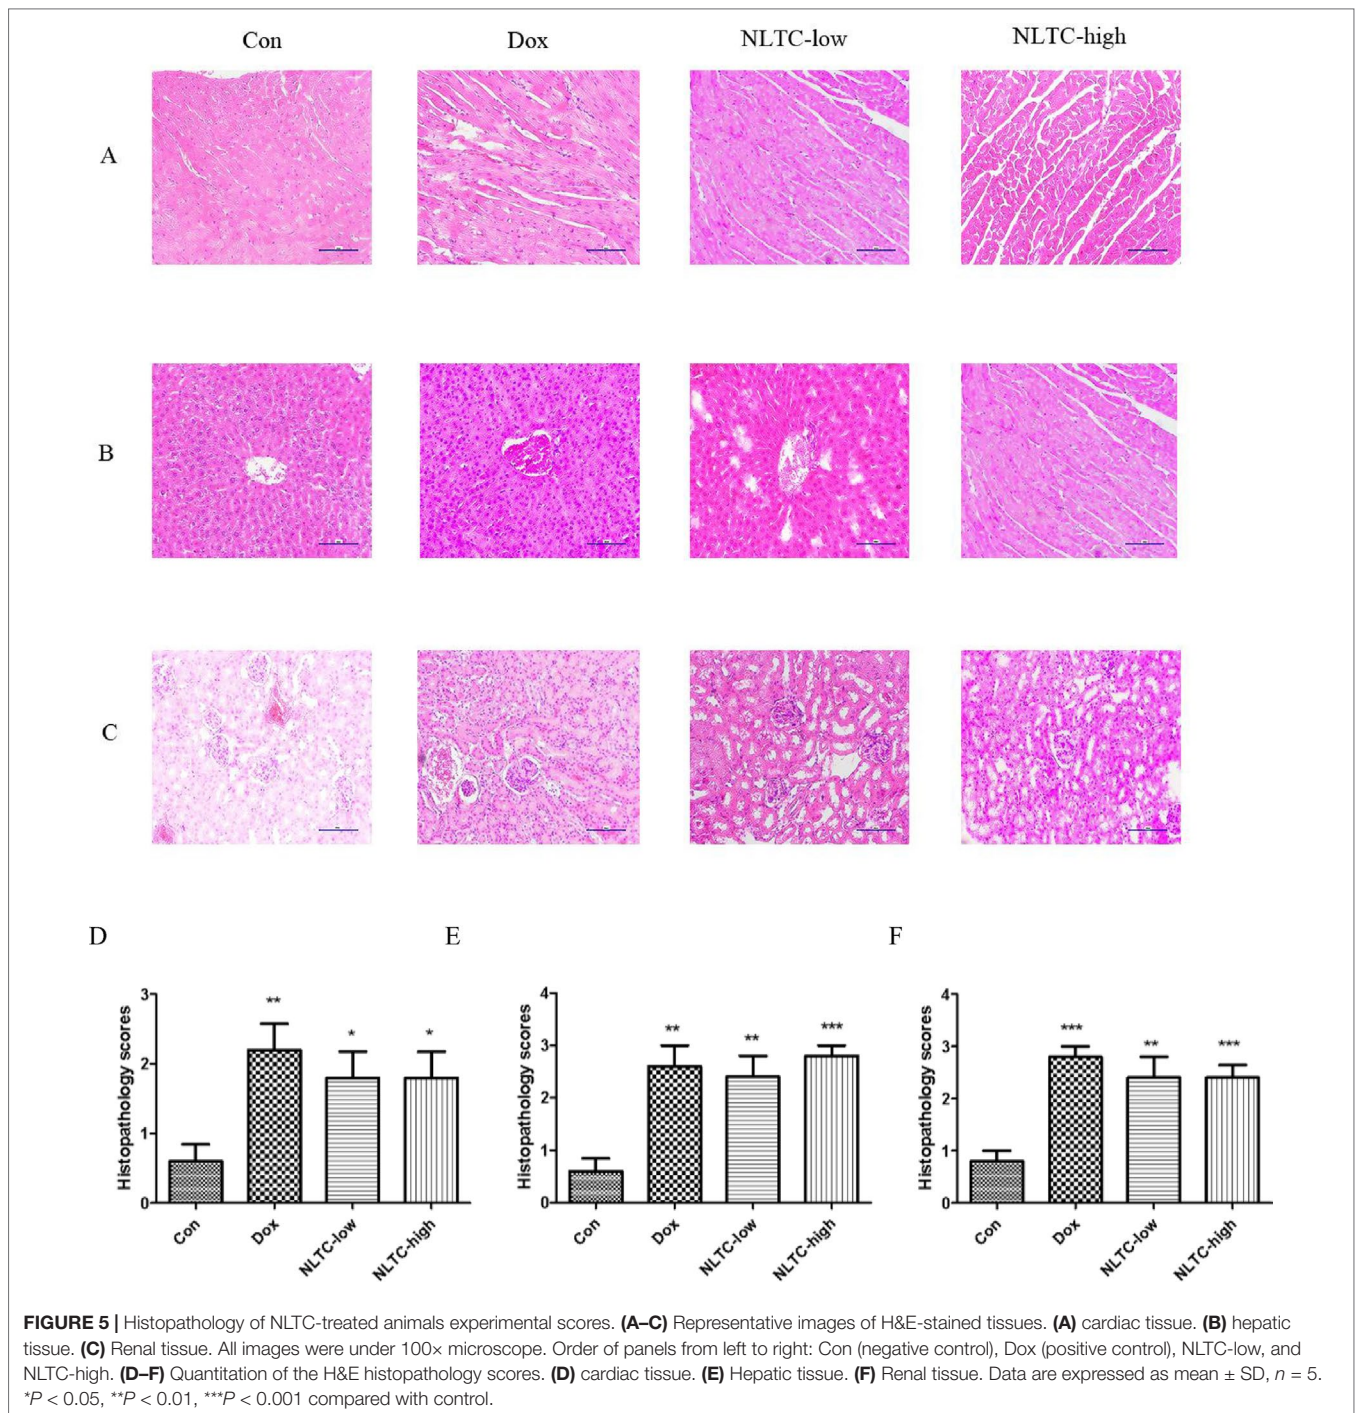 Con Dox NLTC-low NLTC-high
A
B
C
D E F
Histopathology scores
3
2
1
0
** * *
Con Dox NLTC-low NLTC-high
Histopathology scores
4
3
2
1
0
** ** ***
Con Dox NLTC-low NLTC-high
Histopathology scores
4
3
2
1
0
*** ** ***
Con Dox NLTC-low NLTC-high
FIGURE 5 | Histopathology of NLTC-treated animals experimental scores. (A–C) Representative images of H&E-stained tissues. (A) cardiac tissue. (B) hepatic
tissue. (C) Renal tissue. All images were under 100× microscope. Order of panels from left to right: Con (negative control), Dox (positive control), NLTC-low, and
NLTC-high. (D–F) Quantitation of the H&E histopathology scores. (D) cardiac tissue. (E) Hepatic tissue. (F) Renal tissue. Data are expressed as mean ± SD, n = 5.
*P < 0.05, **P < 0.01, ***P < 0.001 compared with control.